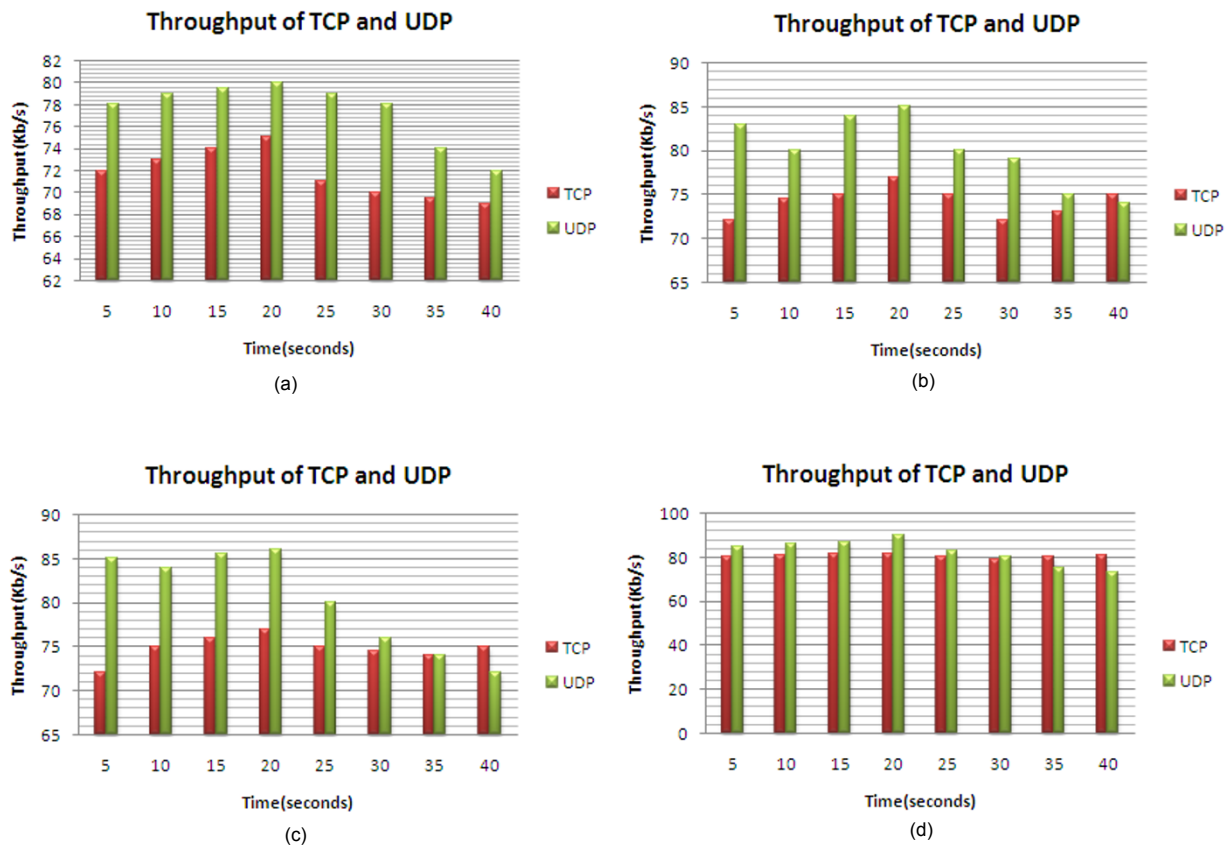 Throughput of TCP and UDP
82
80
78
76
74
72
70
68
66
64
62
Throughput(Kb/s)
5 10 15 20 25 30 35 40
Time(seconds)
TCP
UDP
(a)
Throughput of TCP and UDP
90
85
80
75
70
65
Throughput(Kb/s)
5 10 15 20 25 30 35 40
Time(seconds)
TCP
UDP
(b)
Throughput of TCP and UDP
90
85
80
75
70
65
Throughput(Kb/s)
5 10 15 20 25 30 35 40
Time(seconds)
TCP
UDP
(c)
Throughput of TCP and UDP
100
80
60
40
20
0
Throughput(Kb/s)
5 10 15 20 25 30 35 40
Time(seconds)
TCP
UDP
(d)